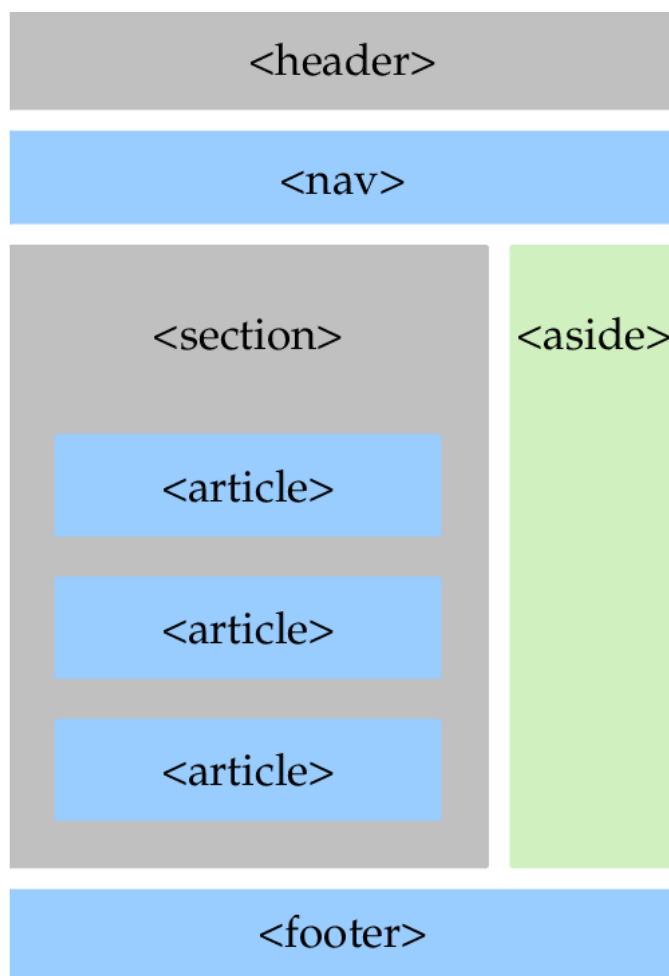 <header>
<nav>
<section>
<aside>
<article>
<article>
<article>
<footer>